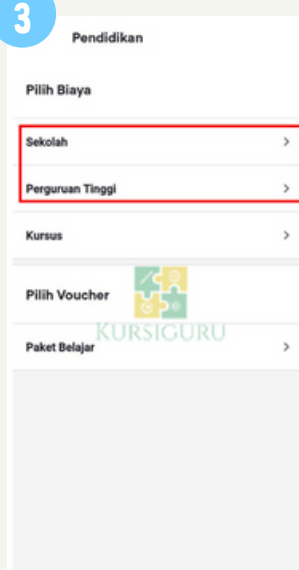 3
Pendidikan
Pilih Biaya
Sekolah
Perguruan Tinggi
Kursus
Pilih Voucher
KURSIGURU
Paket Belajar